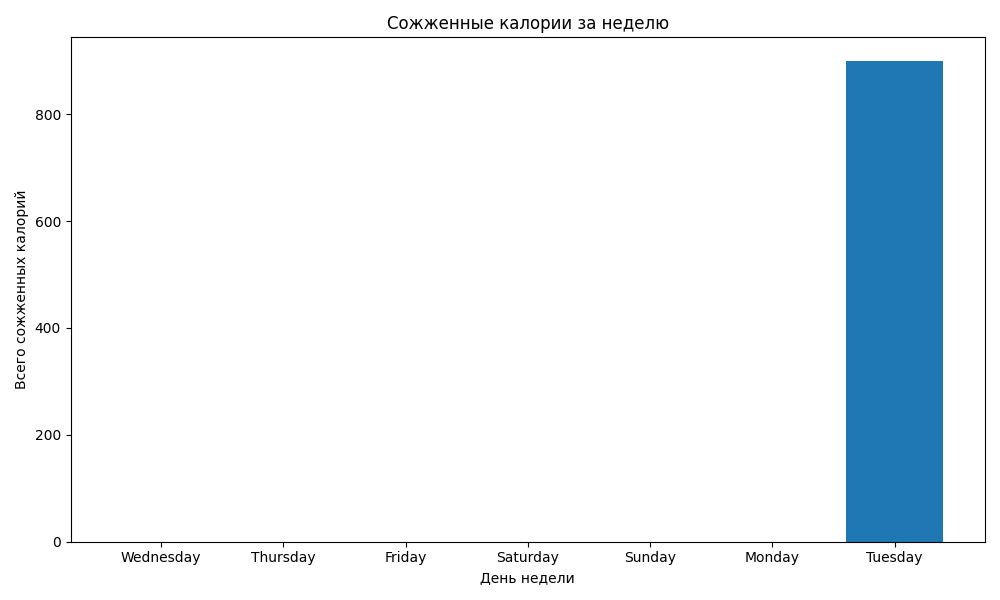 Сожженные калории за неделю
Всего сожженных калорий
800
600
400
200
0
Wednesday Thursday Friday Saturday Sunday Monday Tuesday
День недели